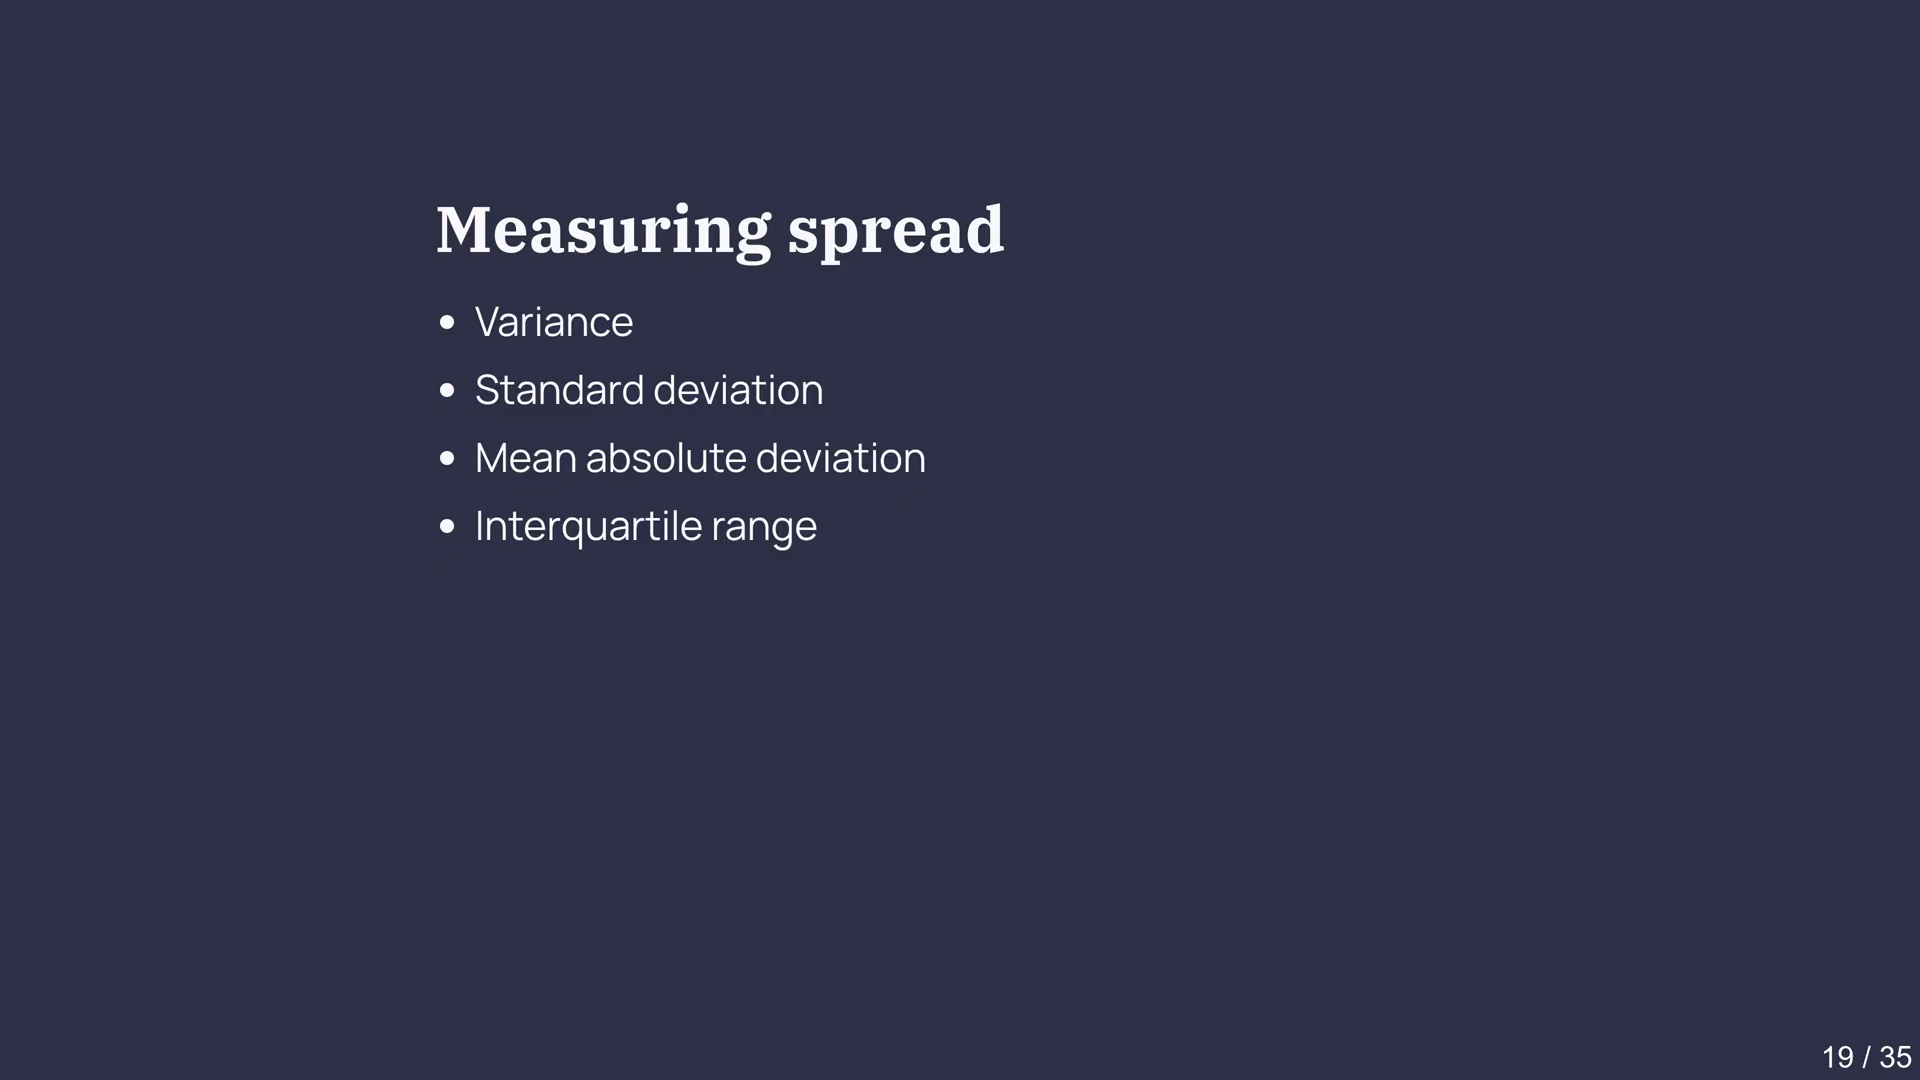 Measuring spread
• Variance
• Standard deviation
• Mean absolute deviation
• Interquartile range
19 / 35